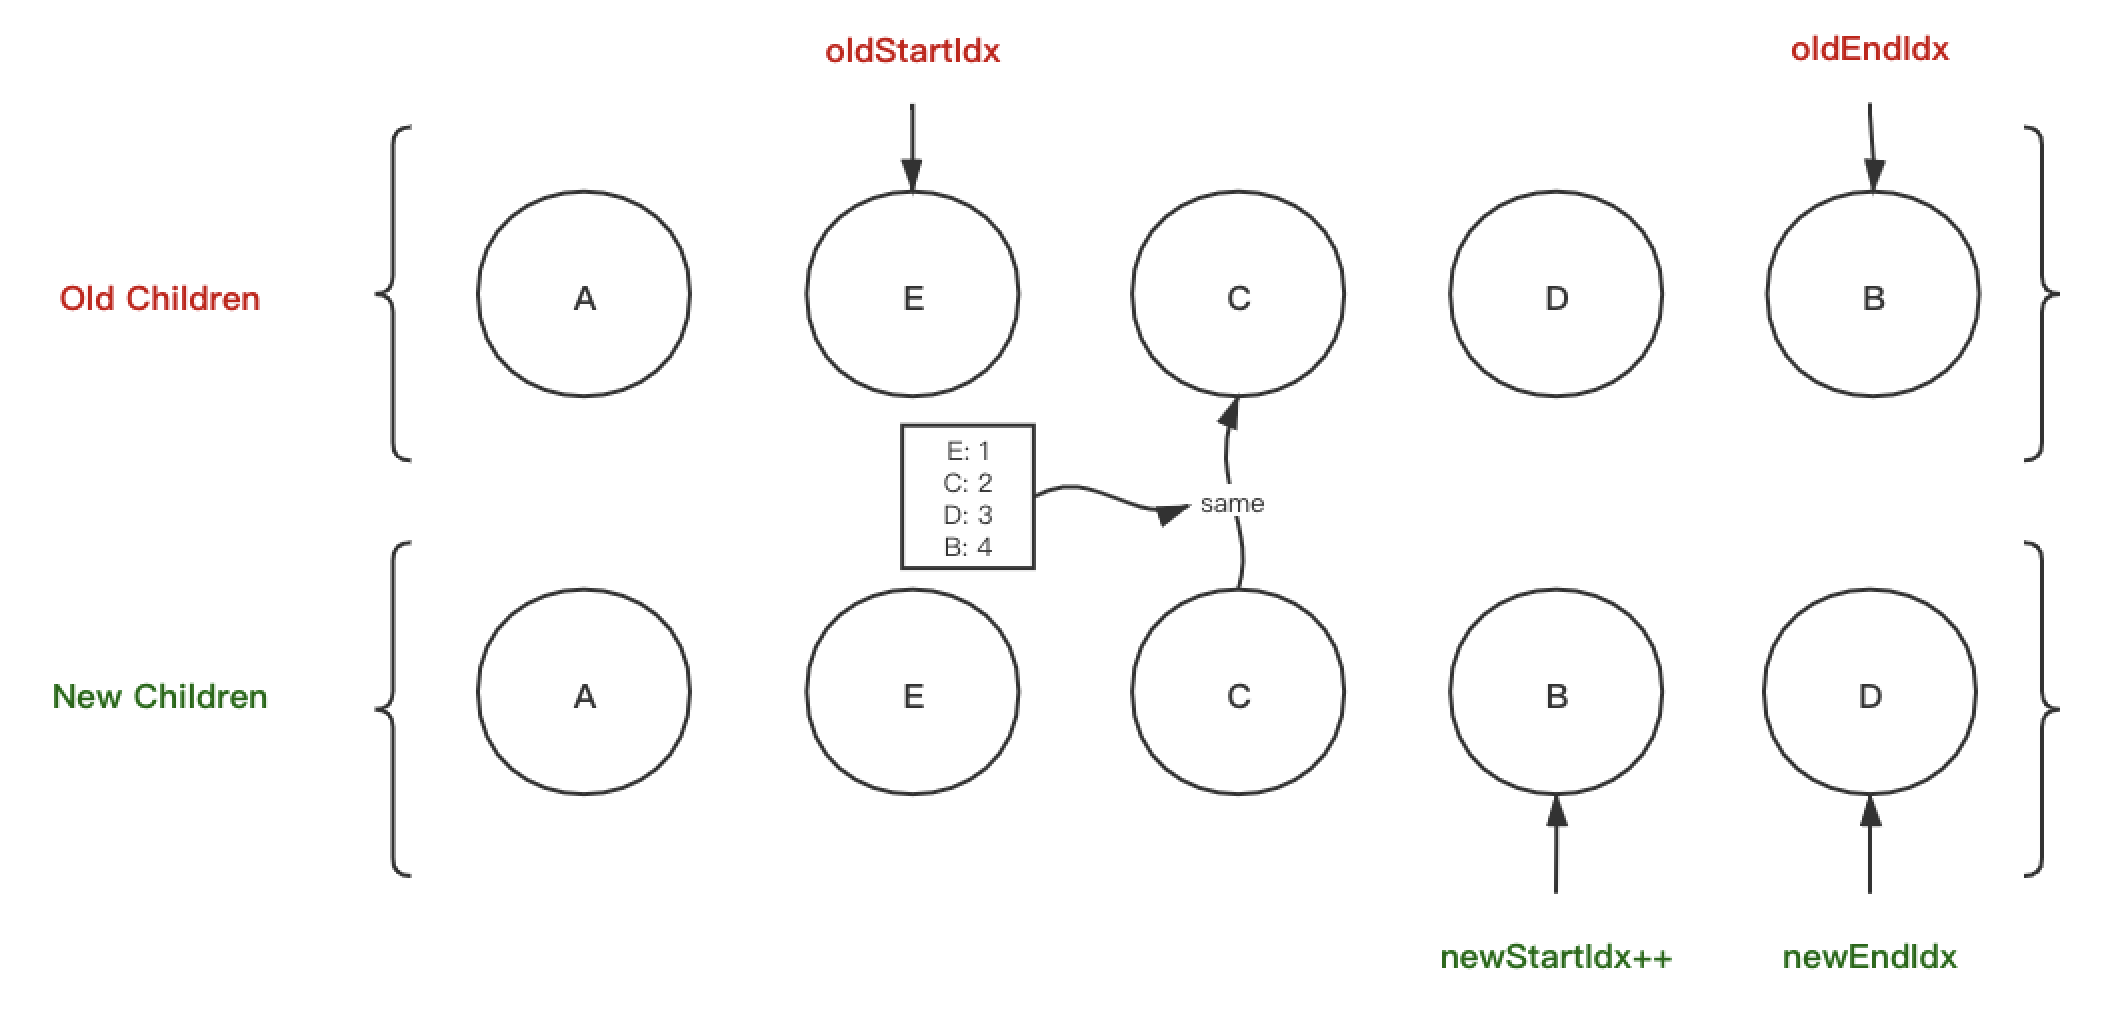 oldStartIdx
oldEndIdx
Old Children
A
E
C
D
B
E: 1
C: 2
D: 3
B: 4
same
New Children
A
E
C
B
D
newStartIdx++
newEndIdx